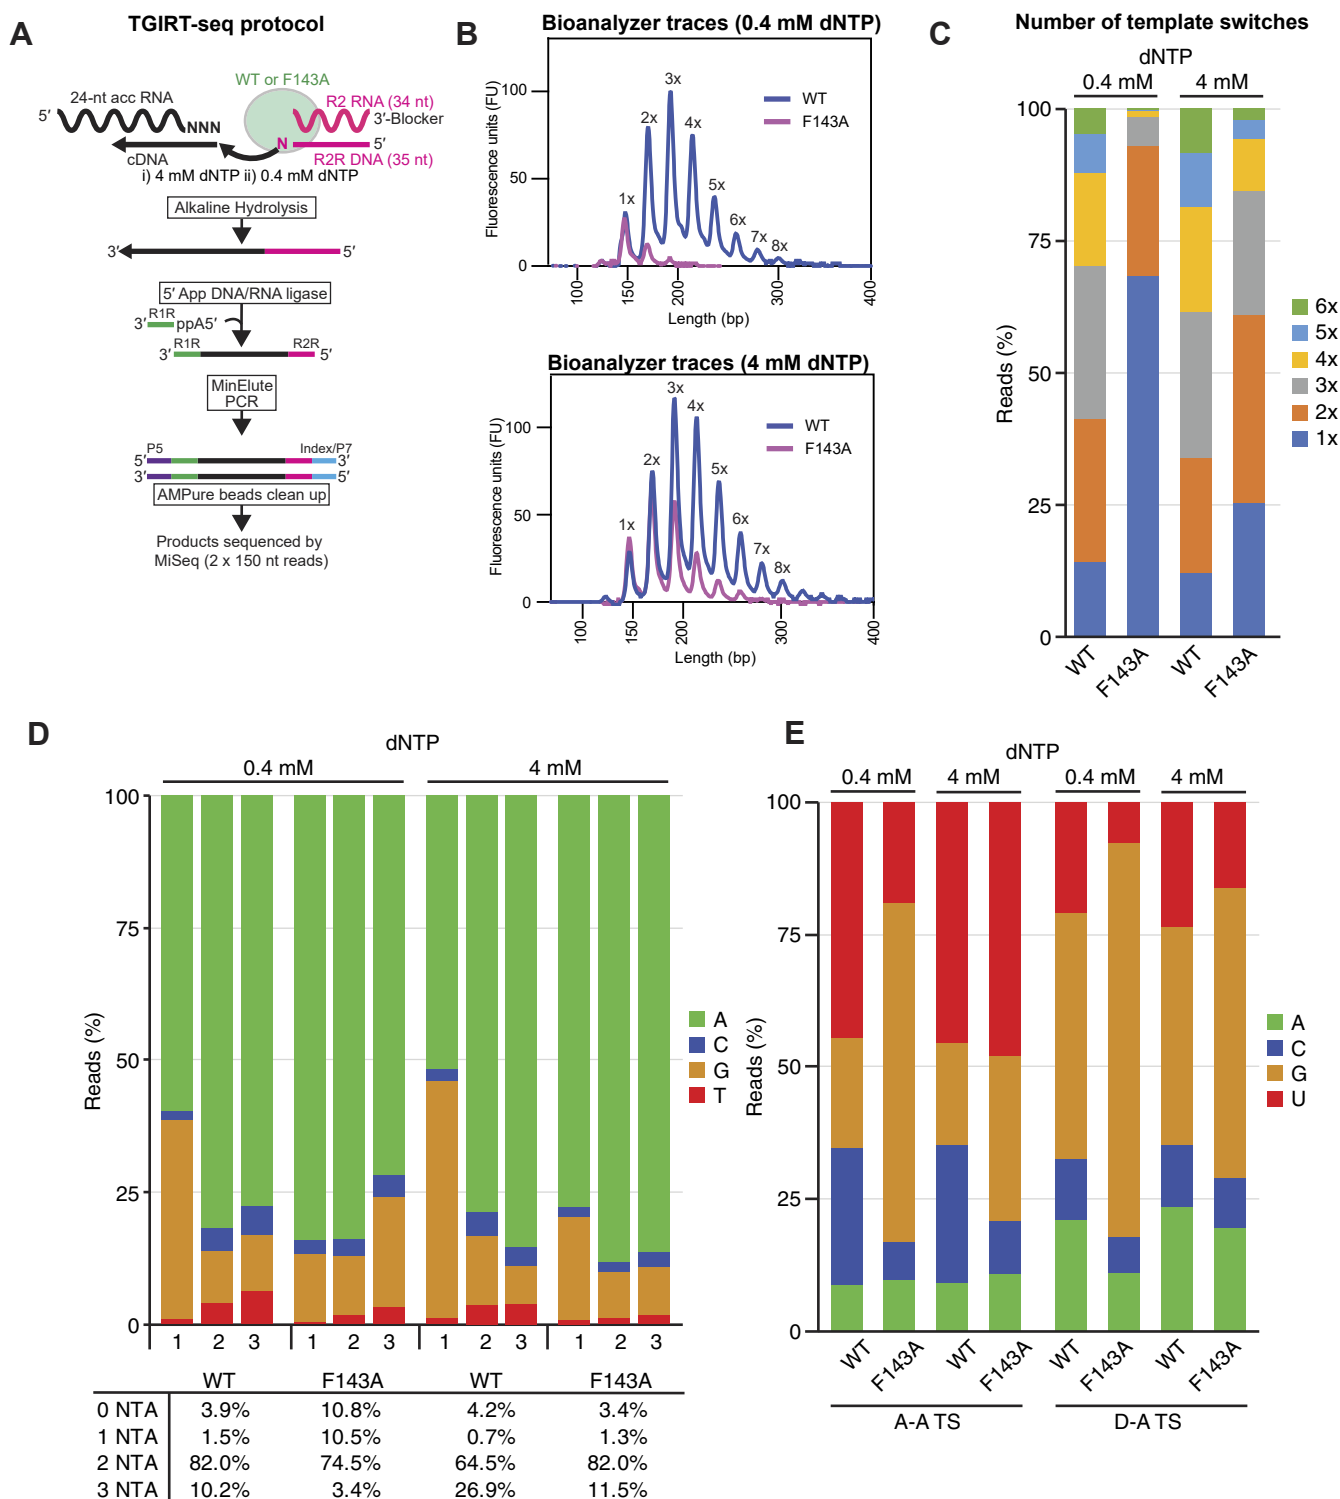 A
TGIRT-seq protocol
WT or F143A
24-nt acc RNA
R2 RNA (34 nt)
5′
NNN
3′-Blocker
N
5′
cDNA
R2R DNA (35 nt)
i) 4 mM dNTP ii) 0.4 mM dNTP
Alkaline Hydrolysis
3′ 5′
5′ App DNA/RNA ligase
R1R
3′ ppA5′
R1R R2R
3′ 5′
MinElute
PCR
P5 Index/P7
5′ 3′
3′ 5′
AMPure beads clean up
Products sequenced by
MiSeq (2 x 150 nt reads)
B
Bioanalyzer traces (0.4 mM dNTP)
Fluorescence units (FU)
100
50
0
1x 2x 3x 4x 5x 6x 7x 8x
WT
F143A
100 150 200 300 400
Length (bp)
Bioanalyzer traces (4 mM dNTP)
Fluorescence units (FU)
100
50
0
1x 2x 3x 4x 5x 6x 7x 8x
WT
F143A
100 150 200 300 400
Length (bp)
C
Number of template switches
dNTP
0.4 mM 4 mM
Reads (%)
100
75
50
25
0
WT F143A WT F143A
6x
5x
4x
3x
2x
1x
D
dNTP
0.4 mM 4 mM
Reads (%)
100
75
50
25
0
1 2 3 1 2 3 1 2 3 1 2 3
A
C
G
T
WT F143A WT F143A
0 NTA 3.9% 10.8% 4.2% 3.4%
1 NTA 1.5% 10.5% 0.7% 1.3%
2 NTA 82.0% 74.5% 64.5% 82.0%
3 NTA 10.2% 3.4% 26.9% 11.5%
E
dNTP
0.4 mM 4 mM 0.4 mM 4 mM
Reads (%)
100
75
50
25
0
WT F143A WT F143A WT F143A WT F143A
A-A TS D-A TS
A
C
G
U